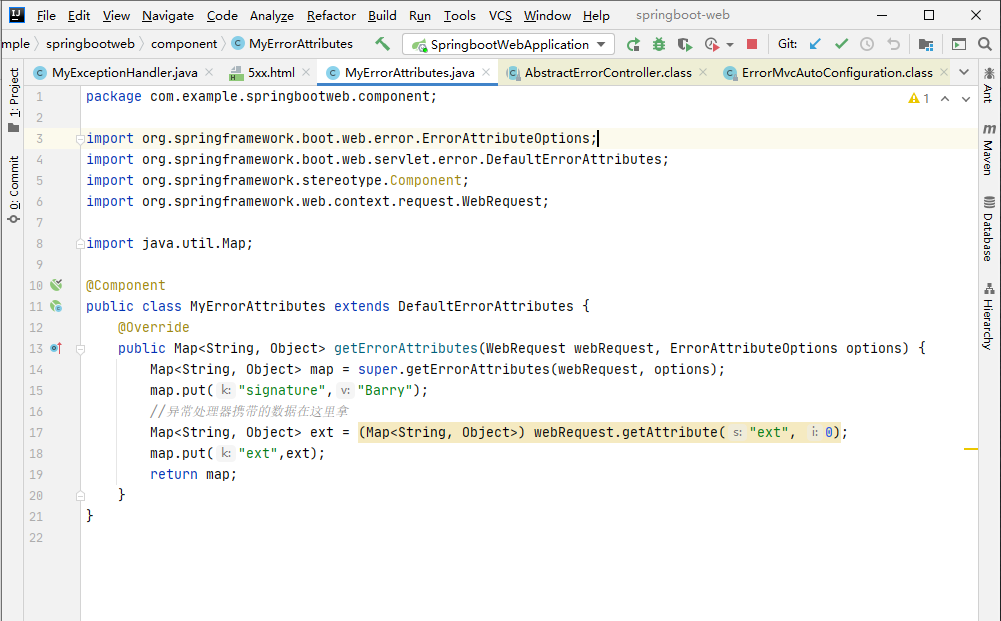 File Edit View Navigate Code Analyze Refactor Build Run Tools VCS Window Help springboot-web
mple springbootweb component MyErrorAttributes SpringbootWebApplication Git:
MyExceptionHandler.java 5xx.html MyErrorAttributes.java AbstractErrorController.class ErrorMvcAutoConfiguration.class
1: Project
0: Commit
1 package com.example.springbootweb.component;
1
2
3 import org.springframework.boot.web.error.ErrorAttributeOptions;
4 import org.springframework.boot.web.servlet.error.DefaultErrorAttributes;
5 import org.springframework.stereotype.Component;
6 import org.springframework.web.context.request.WebRequest;
7
8 import java.util.Map;
9
10 @Component
11 public class MyErrorAttributes extends DefaultErrorAttributes {
12 @Override
13 public Map<String, Object> getErrorAttributes(WebRequest webRequest, ErrorAttributeOptions options) {
14 Map<String, Object> map = super.getErrorAttributes(webRequest, options);
15 map.put( k: "signature", v: "Barry");
16 //异常处理器携带的数据在这里拿
17 Map<String, Object> ext = (Map<String, Object>) webRequest.getAttribute( s: "ext", i: 0);
18 map.put( k: "ext",ext);
19 return map;
20 }
21 }
22
Ant
m Maven
Database
Hierarchy